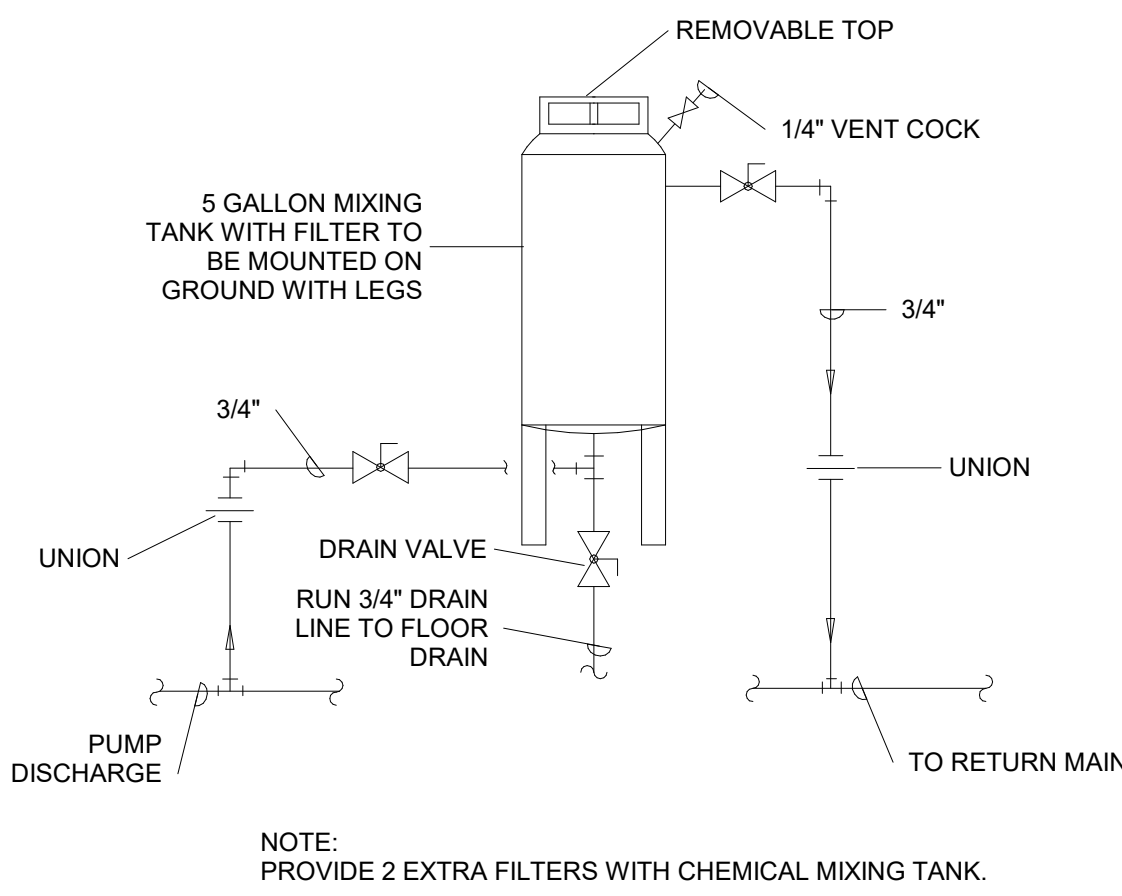 REMOVABLE TOP
1/4" VENT COCK
5 GALLON MIXING
TANK WITH FILTER TO
BE MOUNTED ON
GROUND WITH LEGS
3/4"
3/4"
UNION
UNION
DRAIN VALVE
RUN 3/4" DRAIN
LINE TO FLOOR
DRAIN
PUMP
DISCHARGE
TO RETURN MAIN
NOTE:
PROVIDE 2 EXTRA FILTERS WITH CHEMICAL MIXING TANK.